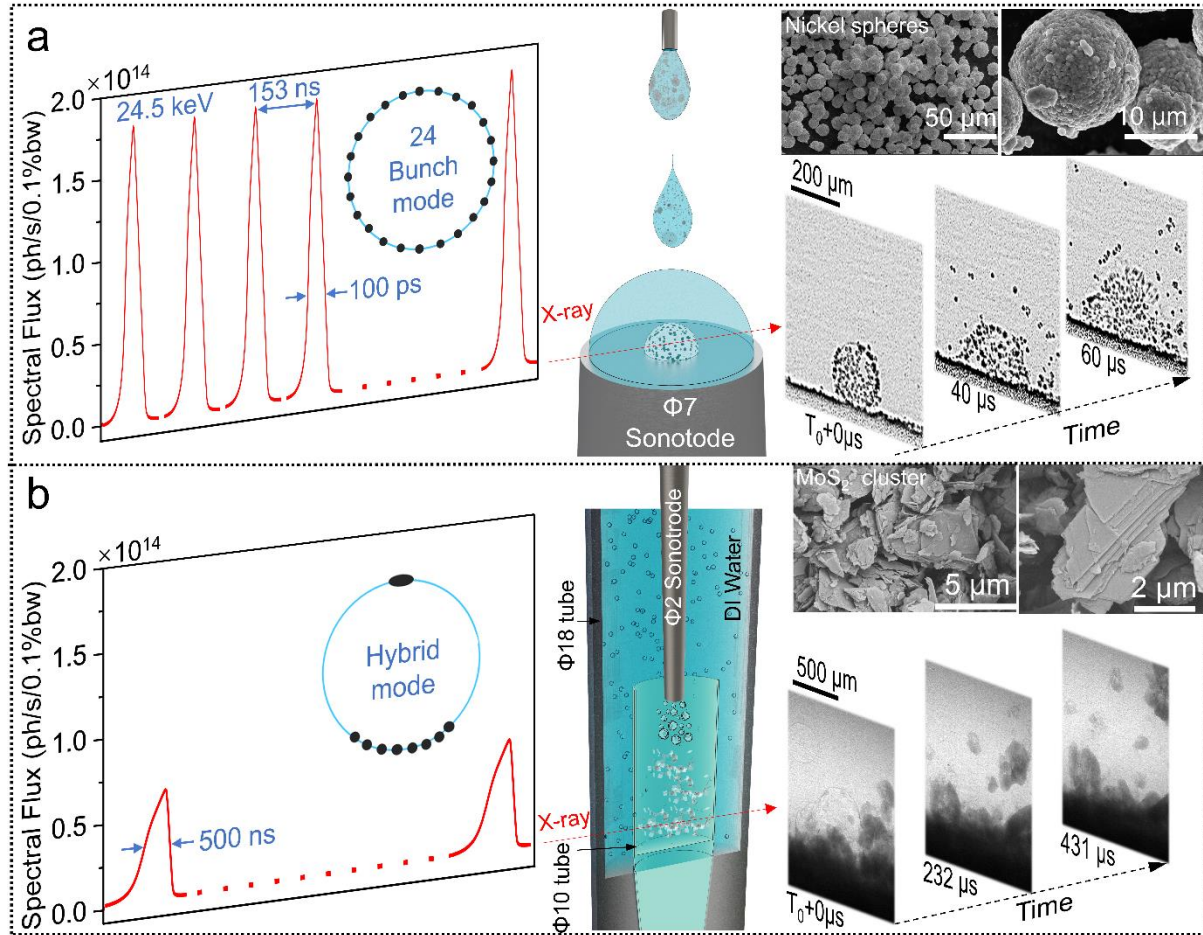 a
×10¹⁴
Spectral Flux (ph/s/0.1%bw)
2.0
1.5
1.0
0.5
0.0
24.5 keV
153 ns
24
Bunch
mode
100 ps
X-ray
Φ7
Sonotode
Nickel spheres
50 µm
10 µm
200 µm
T₀+0µs
40 µs
60 µs
Time
b
×10¹⁴
Spectral Flux (ph/s/0.1%bw)
2.0
1.5
1.0
0.5
0.0
Hybrid
mode
500 ns
X-ray
Φ18 tube
Φ2 Sonotrode
DI Water
Φ10 tube
MoS₂ cluster
5 µm
2 µm
500 µm
T₀+0µs
232 µs
431 µs
Time